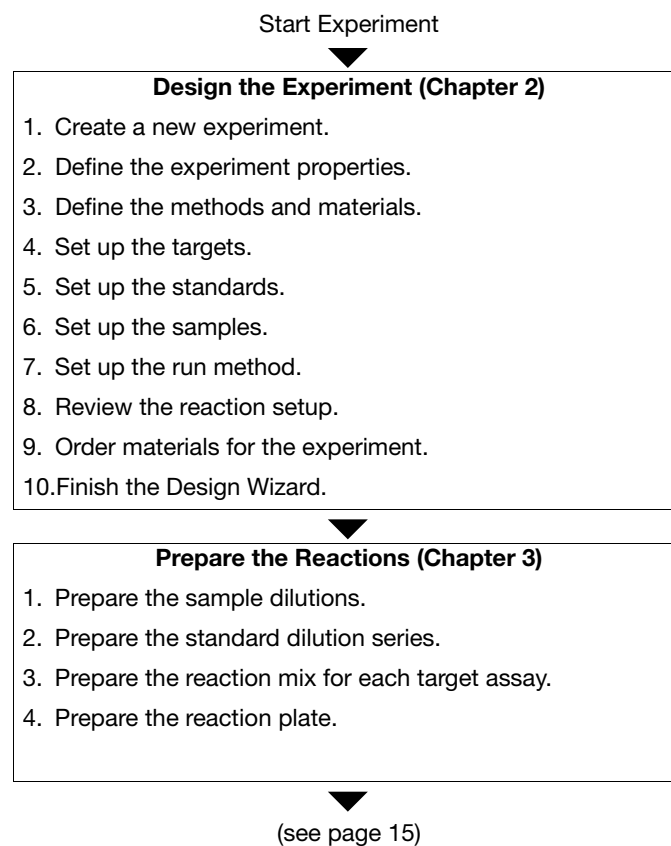 Start Experiment
Design the Experiment (Chapter 2)
1. Create a new experiment.
2. Define the experiment properties.
3. Define the methods and materials.
4. Set up the targets.
5. Set up the standards.
6. Set up the samples.
7. Set up the run method.
8. Review the reaction setup.
9. Order materials for the experiment.
10.Finish the Design Wizard.
Prepare the Reactions (Chapter 3)
1. Prepare the sample dilutions.
2. Prepare the standard dilution series.
3. Prepare the reaction mix for each target assay.
4. Prepare the reaction plate.
(see page 15)